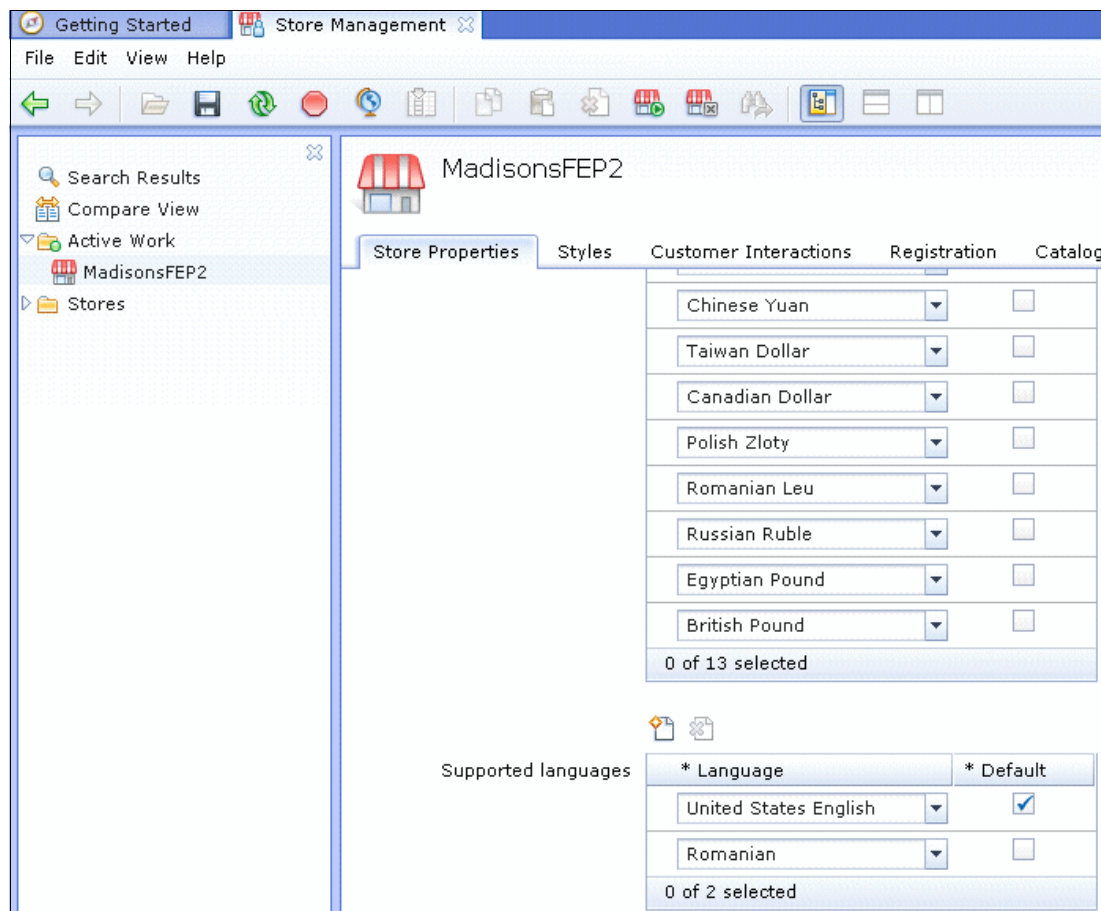 Getting Started
Store Management
File Edit View Help
Search Results
Compare View
Active Work
MadisonsFEP2
Stores
MadisonsFEP2
Store Properties Styles Customer Interactions Registration Catalog
Chinese Yuan
Taiwan Dollar
Canadian Dollar
Polish Zloty
Romanian Leu
Russian Ruble
Egyptian Pound
British Pound
0 of 13 selected
Supported languages
* Language * Default
United States English
Romanian
0 of 2 selected